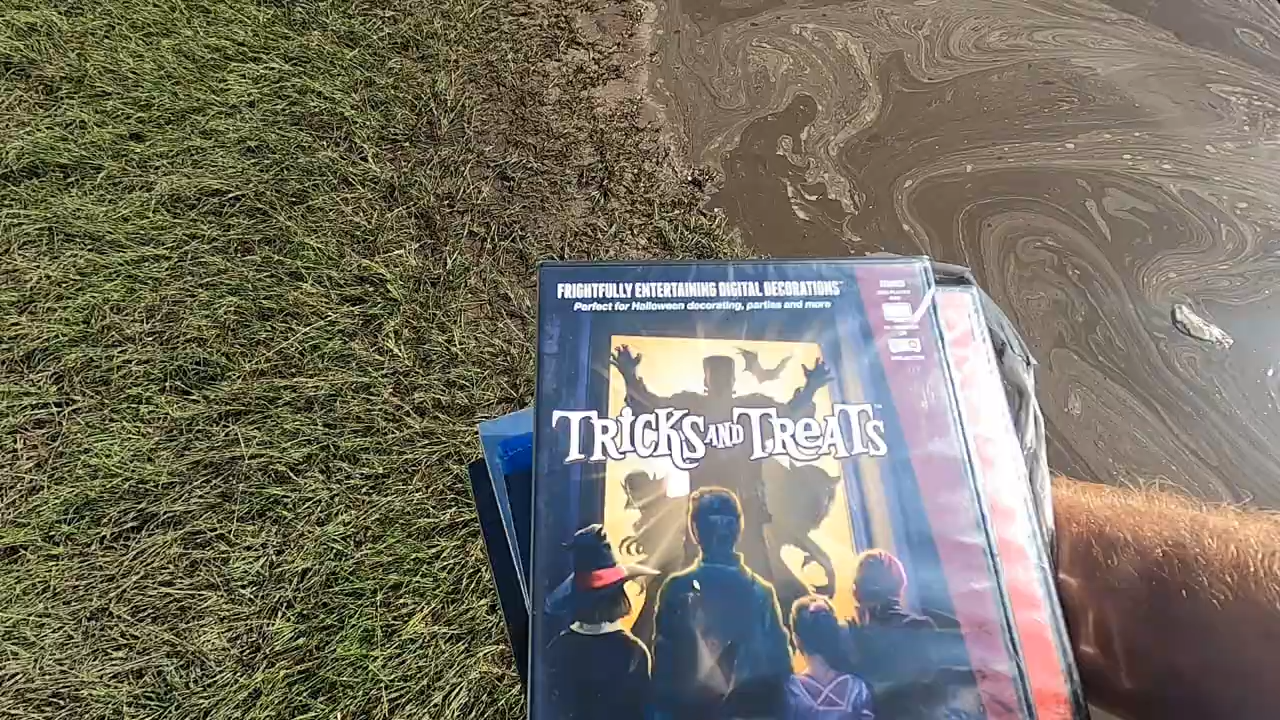 FRIGHTFULLY ENTERTAINING DIGITAL DECORATIONS™
Perfect for Halloween decorating, parties and more
TRICKS AND TREATS™